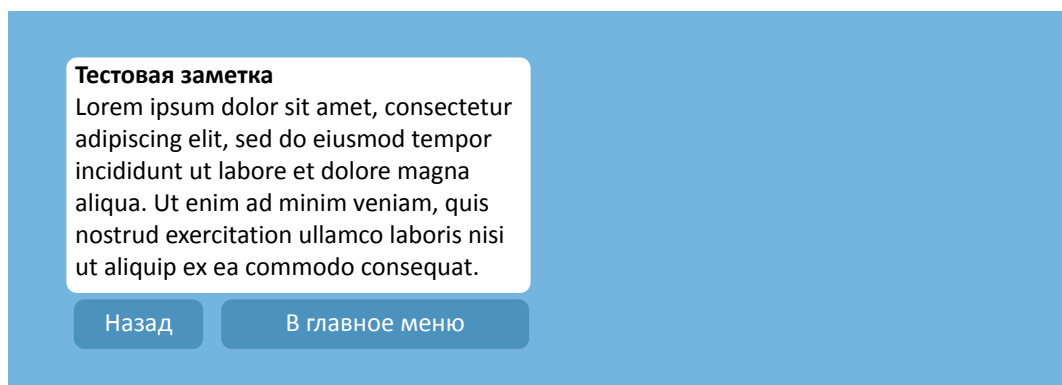 Тестовая заметка
Lorem ipsum dolor sit amet, consectetur
adipiscing elit, sed do eiusmod tempor
incididunt ut labore et dolore magna
aliqua. Ut enim ad minim veniam, quis
nostrud exercitation ullamco laboris nisi
ut aliquip ex ea commodo consequat.
Назад В главное меню